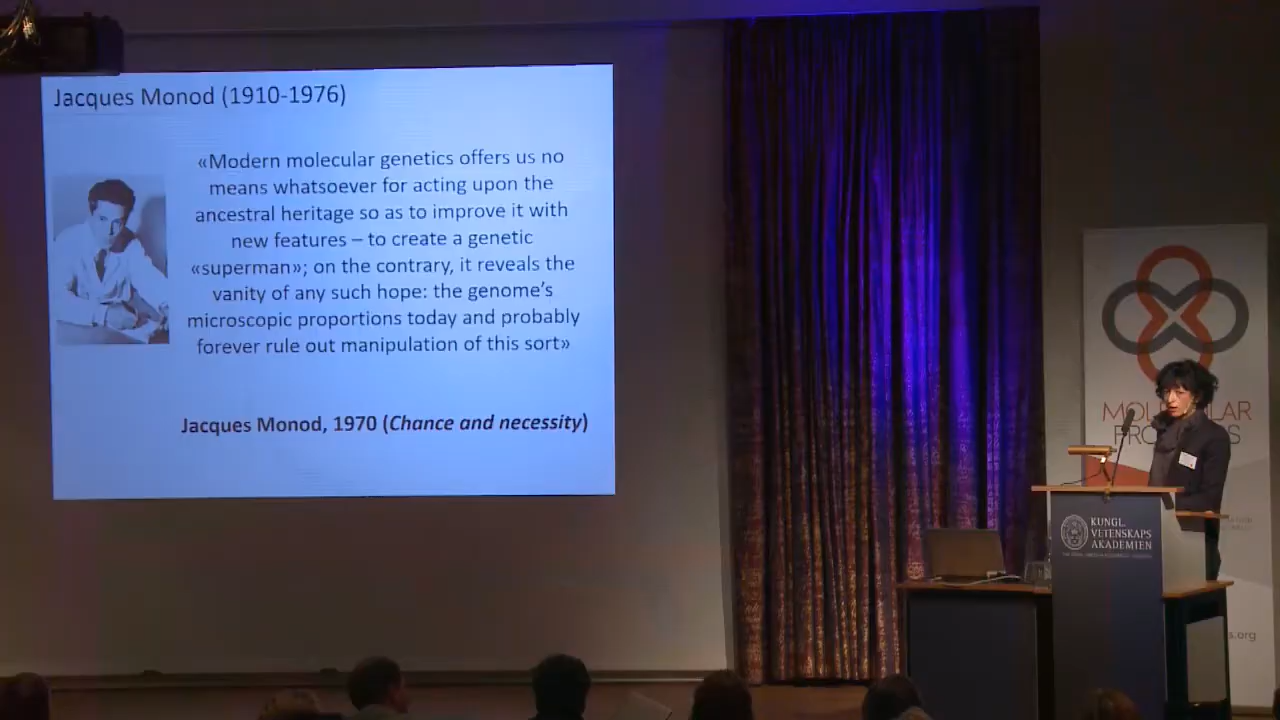 Jacques Monod (1910-1976)
«Modern molecular genetics offers us no
means whatsoever for acting upon the
ancestral heritage so as to improve it with
new features – to create a genetic
«superman»; on the contrary, it reveals the
vanity of any such hope: the genome's
microscopic proportions today and probably
forever rule out manipulation of this sort»
Jacques Monod, 1970 (Chance and necessity)
KUNGL.
VETENSKAPS
AKADEMIEN
s.org